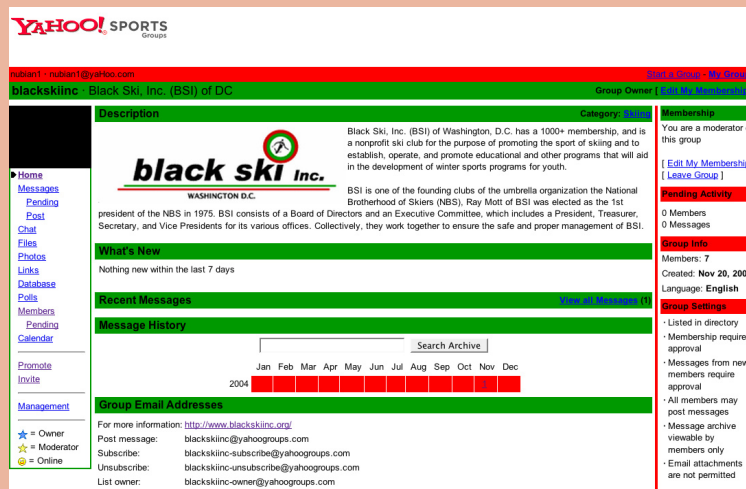 YAHOO! SPORTS
Groups
nubian1 · nubian1@yaHoo.com
Start a Group - My Group
blackskiinc · Black Ski, Inc. (BSI) of DC
Group Owner [ Edit My Membership
Home
Messages
Pending
Post
Chat
Files
Photos
Links
Database
Polls
Members
Pending
Calendar
Promote
Invite
Management
= Owner
= Moderator
= Online
Description
Category: Skiing
black ski Inc.
WASHINGTON D.C.
Black Ski, Inc. (BSI) of Washington, D.C. has a 1000+ membership, and is
a nonprofit ski club for the purpose of promoting the sport of skiing and to
establish, operate, and promote educational and other programs that will aid
in the development of winter sports programs for youth.
BSI is one of the founding clubs of the umbrella organization the National
Brotherhood of Skiers (NBS), Ray Mott of BSI was elected as the 1st
president of the NBS in 1975. BSI consists of a Board of Directors and an Executive Committee, which includes a President, Treasurer,
Secretary, and Vice Presidents for its various offices. Collectively, they work together to ensure the safe and proper management of BSI.
What's New
Nothing new within the last 7 days
Recent Messages
View all Messages (1)
Message History
Search Archive
Jan Feb Mar Apr May Jun Jul Aug Sep Oct Nov Dec
2004
1
Group Email Addresses
For more information: http://www.blackskiinc.org/
Post message: blackskiinc@yahoogroups.com
Subscribe: blackskiinc-subscribe@yahoogroups.com
Unsubscribe: blackskiinc-unsubscribe@yahoogroups.com
List owner: blackskiinc-owner@yahoogroups.com
Membership
You are a moderator
this group
[ Edit My Membership
[ Leave Group ]
Pending Activity
0 Members
0 Messages
Group Info
Members: 7
Created: Nov 20, 200
Language: English
Group Settings
· Listed in directory
· Membership require
approval
· Messages from new
members require
approval
· All members may
post messages
· Message archive
viewable by
members only
· Email attachments
are not permitted